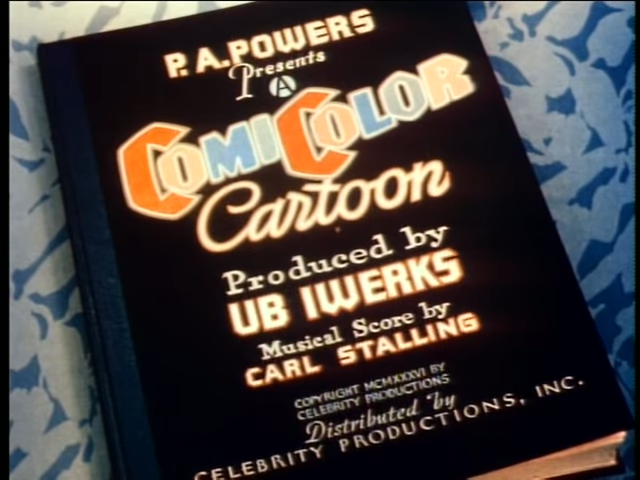 P. A. POWERS
Presents
A
COMICOLOR
Cartoon
Produced by
UB IWERKS
Musical Score by
CARL STALLING
COPYRIGHT MCMXXXVI BY
CELEBRITY PRODUCTIONS
Distributed by
CELEBRITY PRODUCTIONS, INC.